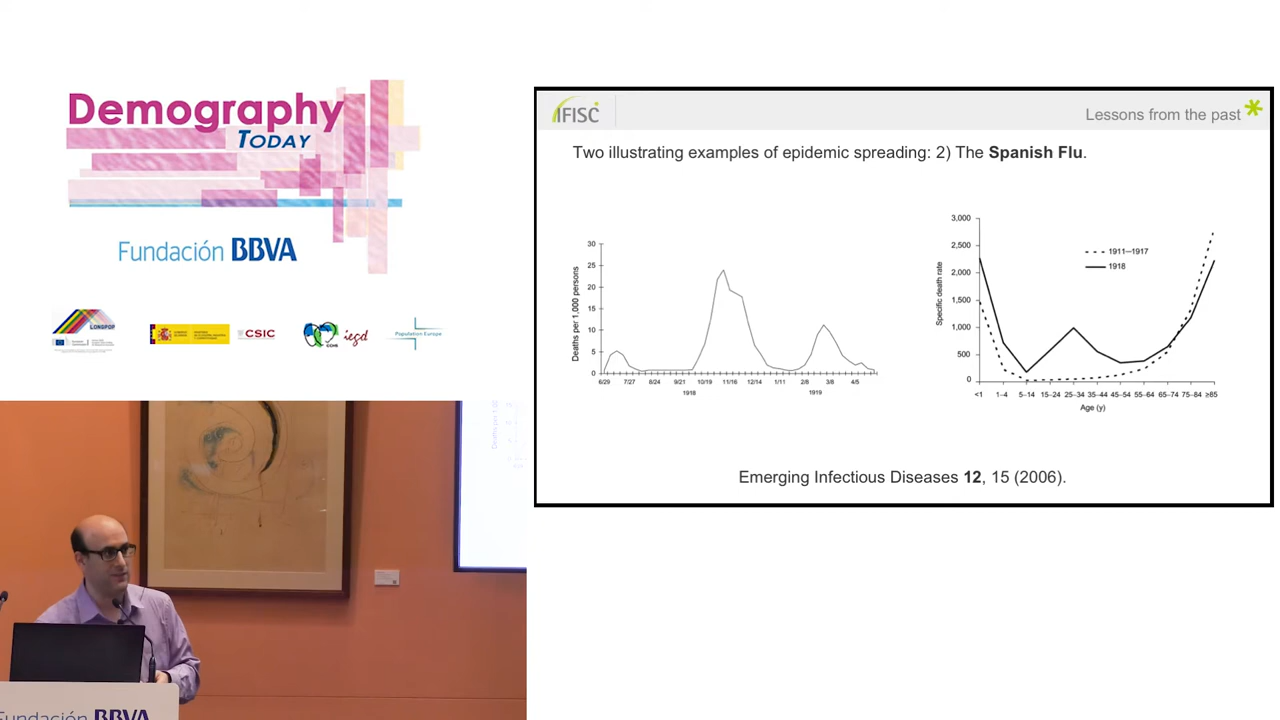 Demography
TODAY
Fundación BBVA
LONGPOP
CSIC
iegd
Population Europe
IFISC
Lessons from the past
Two illustrating examples of epidemic spreading: 2) The Spanish Flu.
Deaths per 1,000 persons
30
25
20
15
10
5
0
6/29 7/27 8/24 9/21 10/19 11/16 12/14 1/11 2/8 3/8 4/5
1918 1919
Specific death rate
3,000
2,500
2,000
1,500
1,000
500
0
1911–1917
1918
<1 1–4 5–14 15–24 25–34 35–44 45–54 55–64 65–74 75–84 ≥85
Age (y)
Emerging Infectious Diseases 12, 15 (2006).
Deaths per 1,00
Fundación BBVA